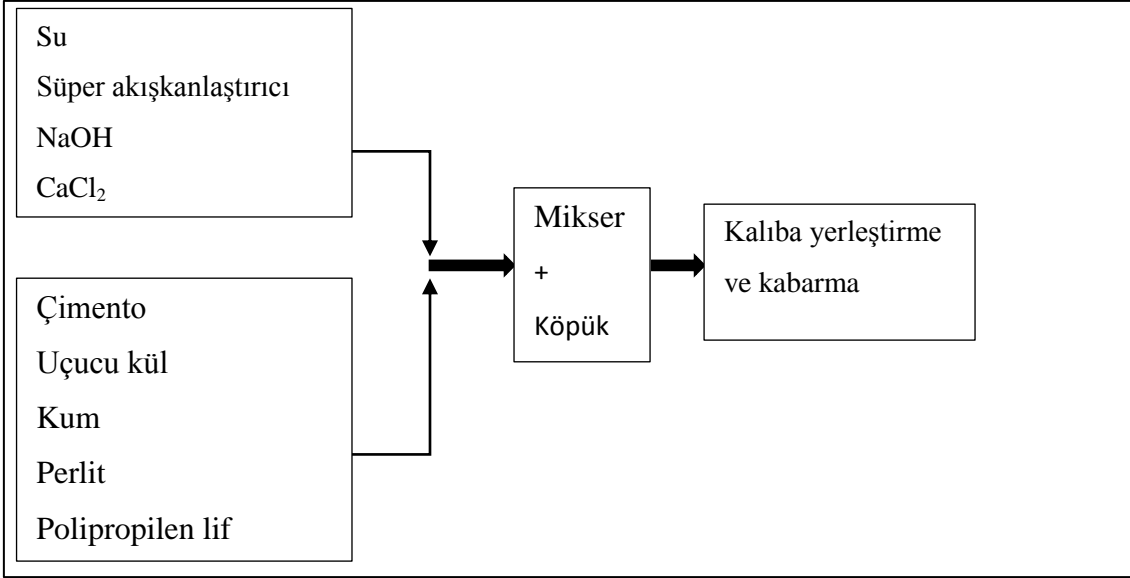 Su
Süper akışkanlaştırıcı
NaOH
CaCl₂
Çimento
Uçucu kül
Kum
Perlit
Polipropilen lif
Mikser
+
Köpük
Kalıba yerleştirme
ve kabarma